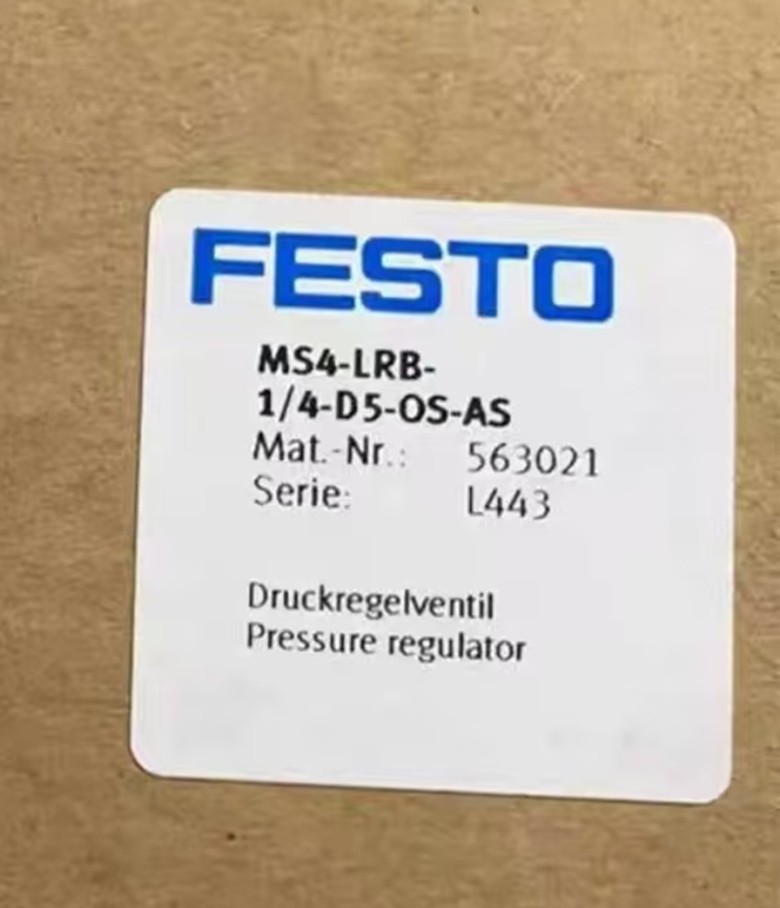 FESTO
MS4-LRB-
1/4-D5-OS-AS
Mat.-Nr.: 563021
Serie: L443
Druckregelventil
Pressure regulator